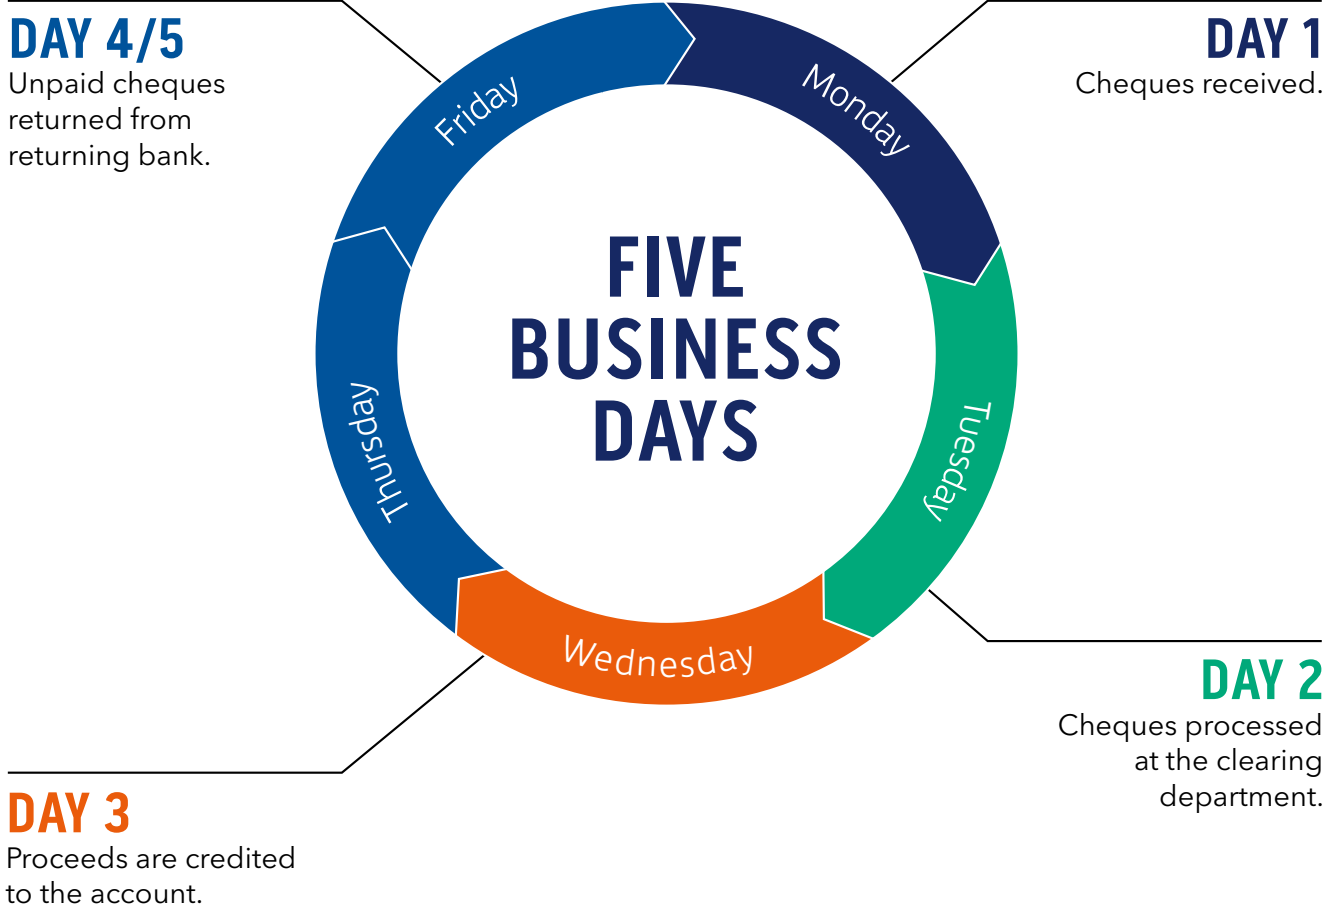 DAY 4/5
Unpaid cheques
returned from
returning bank.
DAY 1
Cheques received.
Friday
Monday
FIVE
BUSINESS
DAYS
Thursday
Tuesday
Wednesday
DAY 2
Cheques processed
at the clearing
department.
DAY 3
Proceeds are credited
to the account.